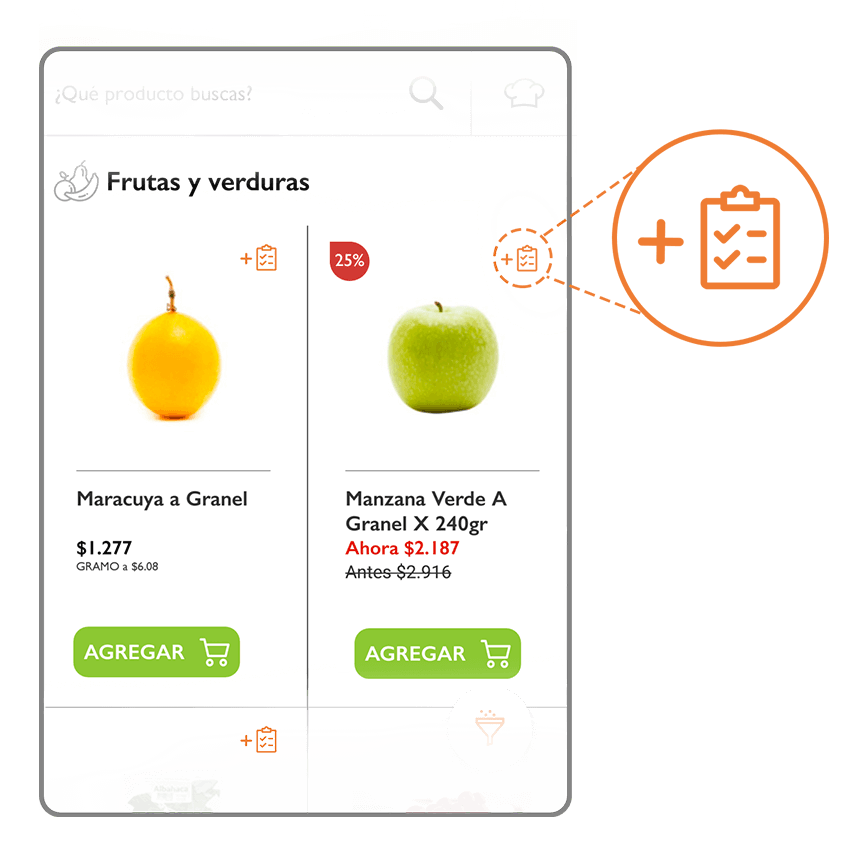 ¿Què producto buscas?
Frutas y verduras
25%
Maracuya a Granel
$1.277
GRAMO a $6.08
AGREGAR
Manzana Verde A
Granel X 240gr
Ahora $2.187
Antes $2.916
AGREGAR